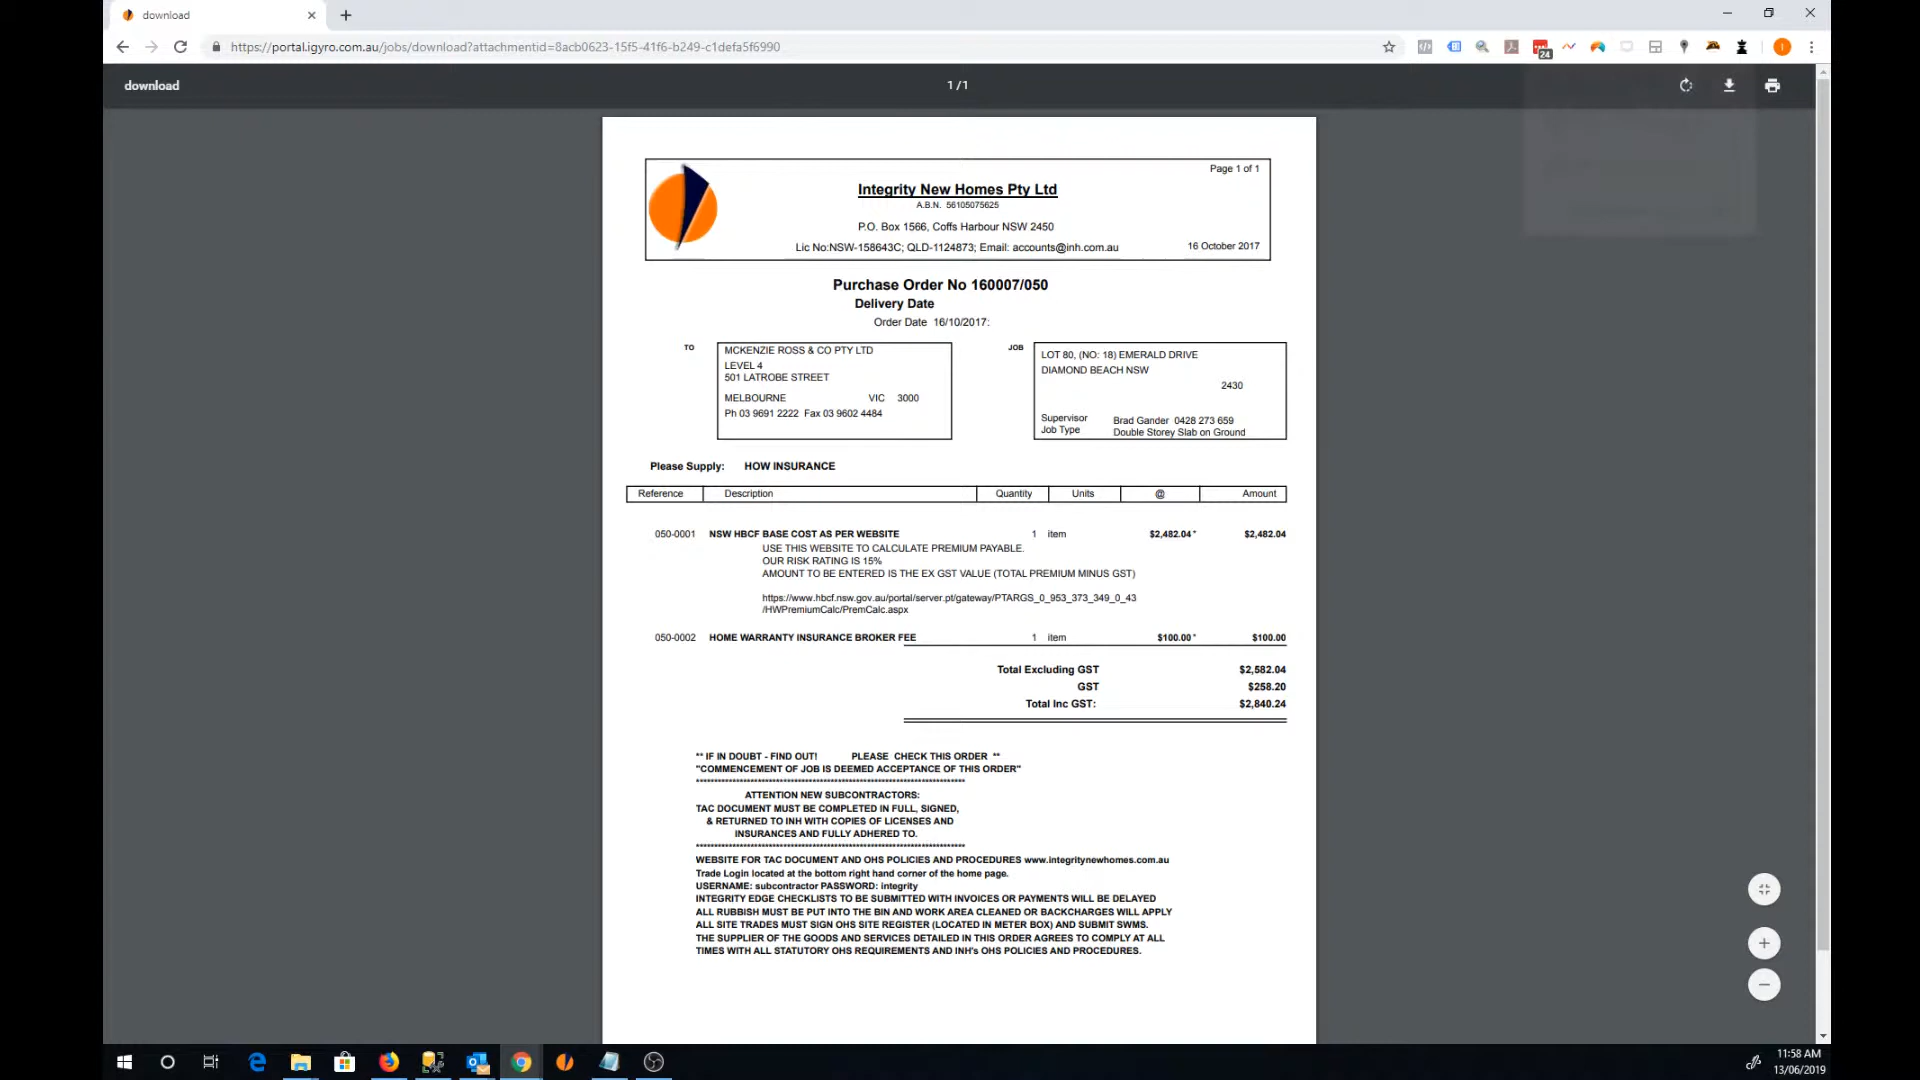 download
https://portal.igyro.com.au/jobs/download?attachmentid=8acb0623-15f5-41f6-b249-c1defa5f6990
24
download
1 / 1
Page 1 of 1
Integrity New Homes Pty Ltd
A.B.N. 56105075625
P.O. Box 1566, Coffs Harbour NSW 2450
Lic No:NSW-158643C; QLD-1124873; Email: accounts@inh.com.au
16 October 2017
Purchase Order No 160007/050
Delivery Date
Order Date 16/10/2017:
TO
MCKENZIE ROSS & CO PTY LTD
LEVEL 4
501 LATROBE STREET
MELBOURNE VIC 3000
Ph 03 9691 2222 Fax 03 9602 4484
JOB
LOT 80, (NO: 18) EMERALD DRIVE
DIAMOND BEACH NSW
2430
Supervisor Brad Gander 0428 273 659
Job Type Double Storey Slab on Ground
Please Supply: HOW INSURANCE
Reference Description Quantity Units @ Amount
050-0001 NSW HBCF BASE COST AS PER WEBSITE 1 item $2,482.04 * $2,482.04
USE THIS WEBSITE TO CALCULATE PREMIUM PAYABLE.
OUR RISK RATING IS 15%
AMOUNT TO BE ENTERED IS THE EX GST VALUE (TOTAL PREMIUM MINUS GST)
https://www.hbcf.nsw.gov.au/portal/server.pt/gateway/PTARGS_0_953_373_349_0_43
/HWPremiumCalc/PremCalc.aspx
050-0002 HOME WARRANTY INSURANCE BROKER FEE 1 item $100.00 * $100.00
Total Excluding GST $2,582.04
GST $258.20
Total Inc GST: $2,840.24
** IF IN DOUBT - FIND OUT! PLEASE CHECK THIS ORDER **
"COMMENCEMENT OF JOB IS DEEMED ACCEPTANCE OF THIS ORDER"
ATTENTION NEW SUBCONTRACTORS:
TAC DOCUMENT MUST BE COMPLETED IN FULL, SIGNED,
& RETURNED TO INH WITH COPIES OF LICENSES AND
INSURANCES AND FULLY ADHERED TO.
WEBSITE FOR TAC DOCUMENT AND OHS POLICIES AND PROCEDURES www.integritynewhomes.com.au
Trade Login located at the bottom right hand corner of the home page.
USERNAME: subcontractor PASSWORD: integrity
INTEGRITY EDGE CHECKLISTS TO BE SUBMITTED WITH INVOICES OR PAYMENTS WILL BE DELAYED
ALL RUBBISH MUST BE PUT INTO THE BIN AND WORK AREA CLEANED OR BACKCHARGES WILL APPLY
ALL SITE TRADES MUST SIGN OHS SITE REGISTER (LOCATED IN METER BOX) AND SUBMIT SWMS.
THE SUPPLIER OF THE GOODS AND SERVICES DETAILED IN THIS ORDER AGREES TO COMPLY AT ALL
TIMES WITH ALL STATUTORY OHS REQUIREMENTS AND INH's OHS POLICIES AND PROCEDURES.
11:58 AM
13/06/2019